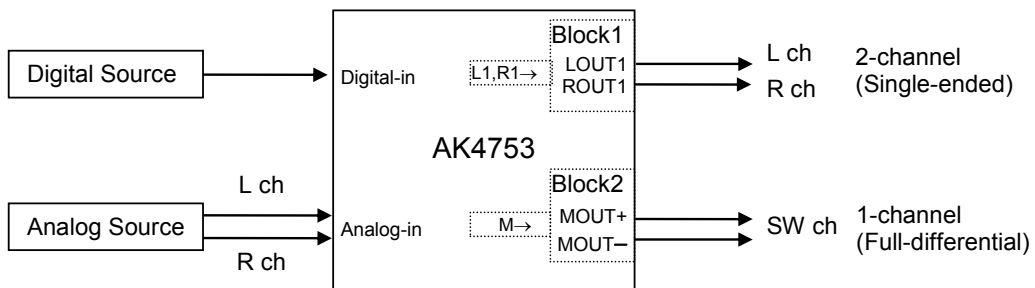 Digital Source
Digital-in
L1,R1→
Block1
LOUT1
ROUT1
L ch
R ch
2-channel
(Single-ended)
AK4753
Analog Source
L ch
R ch
Analog-in
M→
Block2
MOUT+
MOUT−
SW ch
1-channel
(Full-differential)